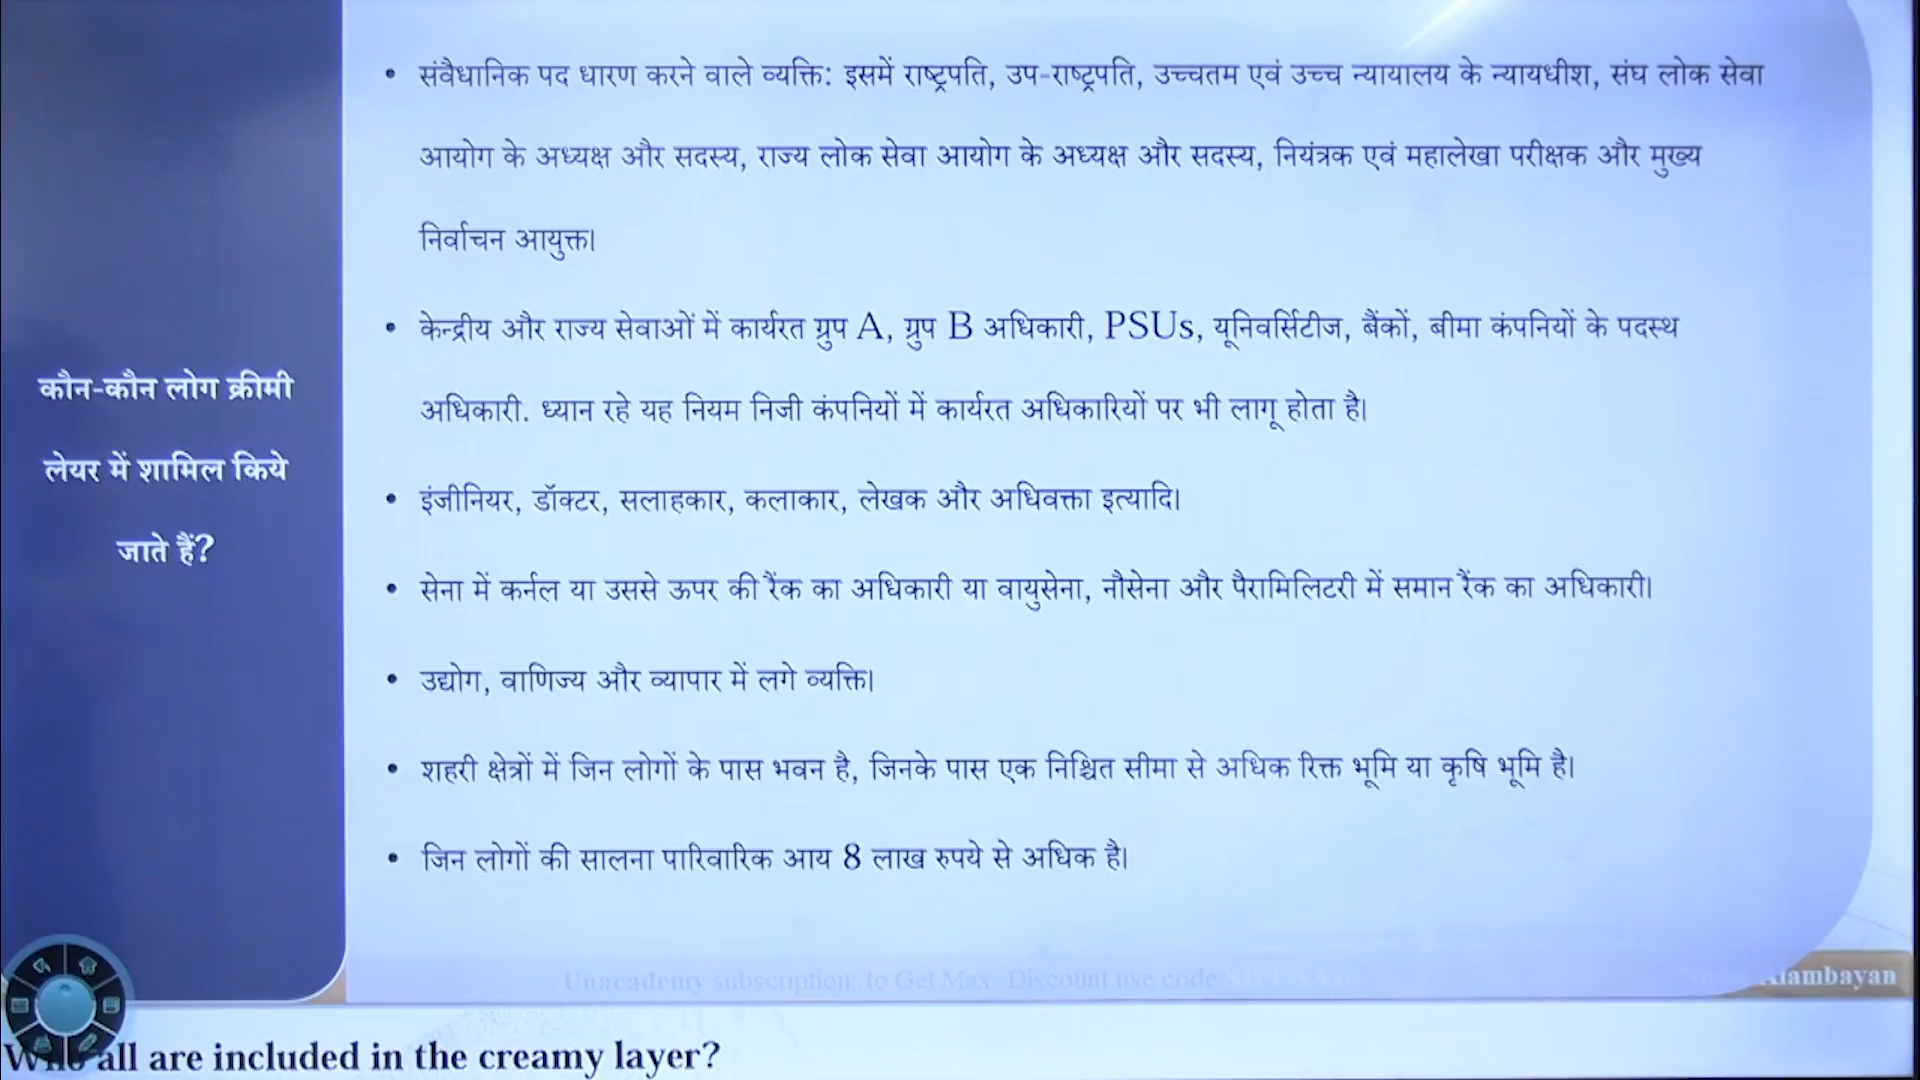 कौन-कौन लोग क्रीमी
लेयर में शामिल किये
जाते हैं?
• संवैधानिक पद धारण करने वाले व्यक्ति: इसमें राष्ट्रपति, उप-राष्ट्रपति, उच्चतम एवं उच्च न्यायालय के न्यायधीश, संघ लोक सेवा
आयोग के अध्यक्ष और सदस्य, राज्य लोक सेवा आयोग के अध्यक्ष और सदस्य, नियंत्रक एवं महालेखा परीक्षक और मुख्य
निर्वाचन आयुक्त।
• केन्द्रीय और राज्य सेवाओं में कार्यरत ग्रुप A, ग्रुप B अधिकारी, PSUs, यूनिवर्सिटीज, बैंकों, बीमा कंपनियों के पदस्थ
अधिकारी. ध्यान रहे यह नियम निजी कंपनियों में कार्यरत अधिकारियों पर भी लागू होता है।
• इंजीनियर, डॉक्टर, सलाहकार, कलाकार, लेखक और अधिवक्ता इत्यादि।
• सेना में कर्नल या उससे ऊपर की रैंक का अधिकारी या वायुसेना, नौसेना और पैरामिलिटरी में समान रैंक का अधिकारी।
• उद्योग, वाणिज्य और व्यापार में लगे व्यक्ति।
• शहरी क्षेत्रों में जिन लोगों के पास भवन है, जिनके पास एक निश्चित सीमा से अधिक रिक्त भूमि या कृषि भूमि है।
• जिन लोगों की सालना पारिवारिक आय 8 लाख रुपये से अधिक है।
Unacademy subscription: to Get Max Discount use code
Who all are included in the creamy layer?